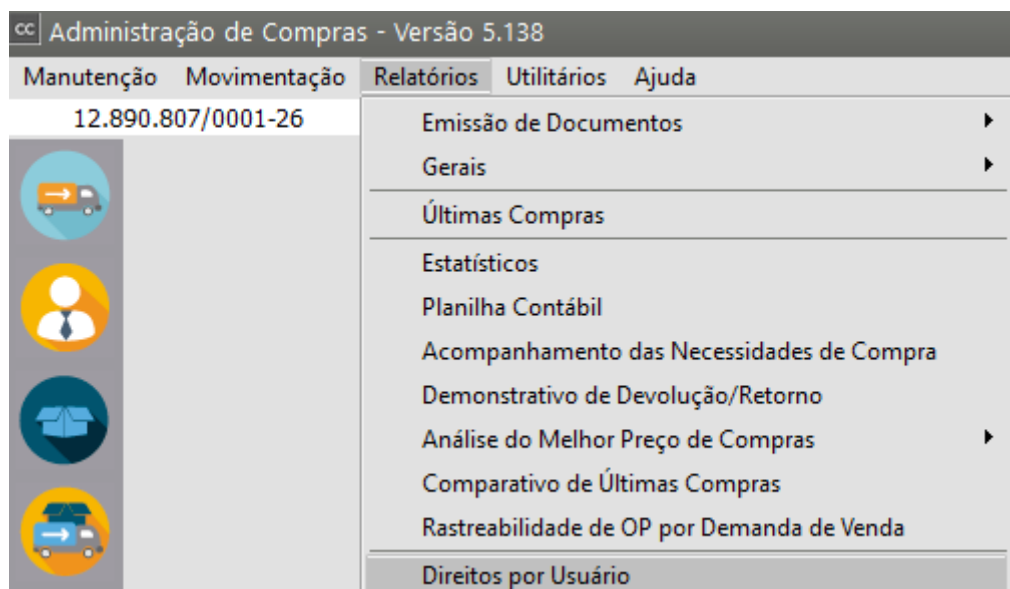 cc Administração de Compras - Versão 5.138
Manutenção Movimentação Relatórios Utilitários Ajuda
12.890.807/0001-26
Emissão de Documentos
Gerais
Últimas Compras
Estatísticos
Planilha Contábil
Acompanhamento das Necessidades de Compra
Demonstrativo de Devolução/Retorno
Análise do Melhor Preço de Compras
Comparativo de Últimas Compras
Rastreabilidade de OP por Demanda de Venda
Direitos por Usuário